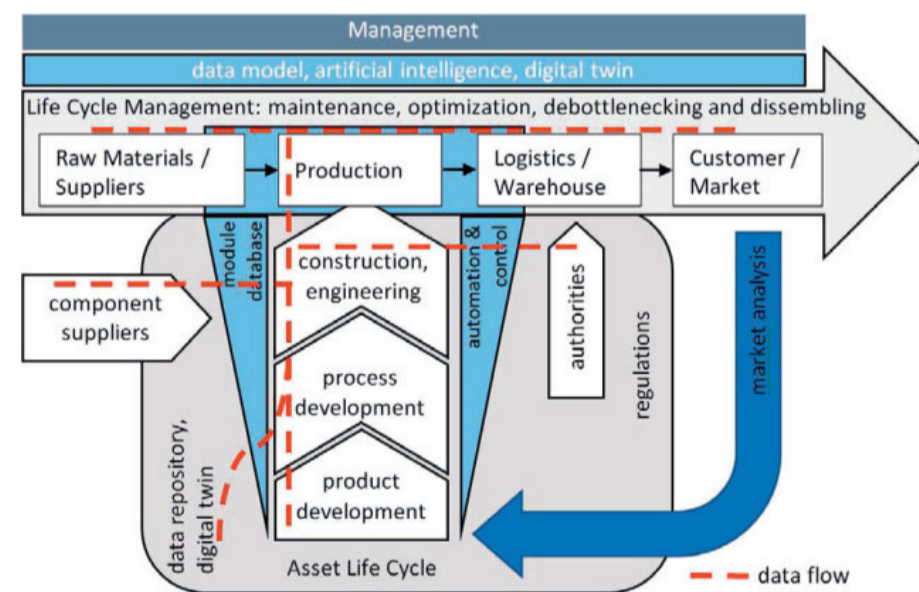 Management
data model, artificial intelligence, digital twin
Life Cycle Management: maintenance, optimization, debottlenecking and dissembling
Raw Materials /
Suppliers
Production
Logistics /
Warehouse
Customer /
Market
module
database
construction,
engineering
automation &
control
authorities
regulations
market analysis
component
suppliers
process
development
product
development
data repository,
digital twin
Asset Life Cycle
data flow